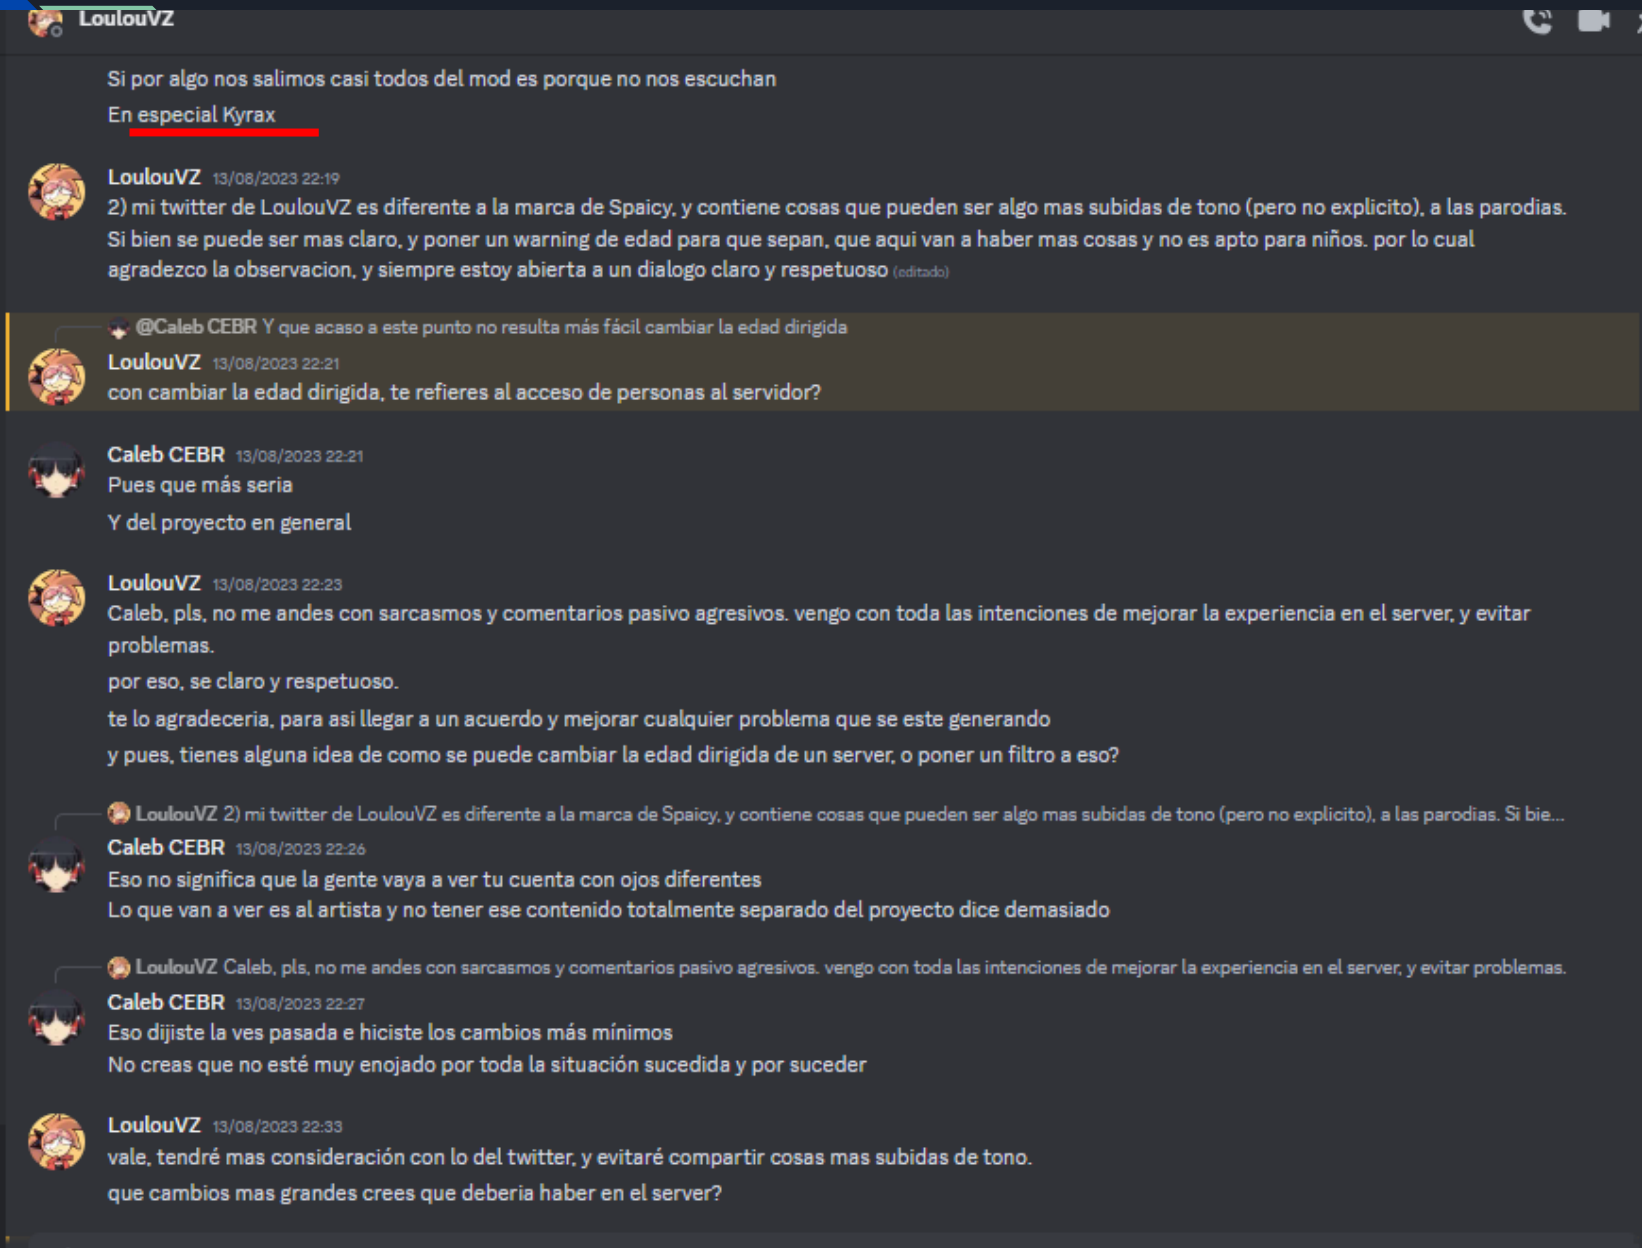 LoulouVZ
Si por algo nos salimos casi todos del mod es porque no nos escuchan
En especial Kyrax
LoulouVZ 13/08/2023 22:19
2) mi twitter de LoulouVZ es diferente a la marca de Spaicy, y contiene cosas que pueden ser algo mas subidas de tono (pero no explicito), a las parodias.
Si bien se puede ser mas claro, y poner un warning de edad para que sepan, que aqui van a haber mas cosas y no es apto para niños. por lo cual
agradezco la observacion, y siempre estoy abierta a un dialogo claro y respetuoso (editado)
@Caleb CEBR Y que acaso a este punto no resulta más fácil cambiar la edad dirigida
LoulouVZ 13/08/2023 22:21
con cambiar la edad dirigida, te refieres al acceso de personas al servidor?
Caleb CEBR 13/08/2023 22:21
Pues que más seria
Y del proyecto en general
LoulouVZ 13/08/2023 22:23
Caleb, pls, no me andes con sarcasmos y comentarios pasivo agresivos. vengo con toda las intenciones de mejorar la experiencia en el server, y evitar
problemas.
por eso, se claro y respetuoso.
te lo agradeceria, para asi llegar a un acuerdo y mejorar cualquier problema que se este generando
y pues, tienes alguna idea de como se puede cambiar la edad dirigida de un server, o poner un filtro a eso?
LoulouVZ 2) mi twitter de LoulouVZ es diferente a la marca de Spaicy, y contiene cosas que pueden ser algo mas subidas de tono (pero no explicito), a las parodias. Si bie...
Caleb CEBR 13/08/2023 22:26
Eso no significa que la gente vaya a ver tu cuenta con ojos diferentes
Lo que van a ver es al artista y no tener ese contenido totalmente separado del proyecto dice demasiado
LoulouVZ Caleb, pls, no me andes con sarcasmos y comentarios pasivo agresivos. vengo con toda las intenciones de mejorar la experiencia en el server, y evitar problemas.
Caleb CEBR 13/08/2023 22:27
Eso dijiste la ves pasada e hiciste los cambios más mínimos
No creas que no esté muy enojado por toda la situación sucedida y por suceder
LoulouVZ 13/08/2023 22:33
vale, tendré mas consideración con lo del twitter, y evitaré compartir cosas mas subidas de tono.
que cambios mas grandes crees que deberia haber en el server?